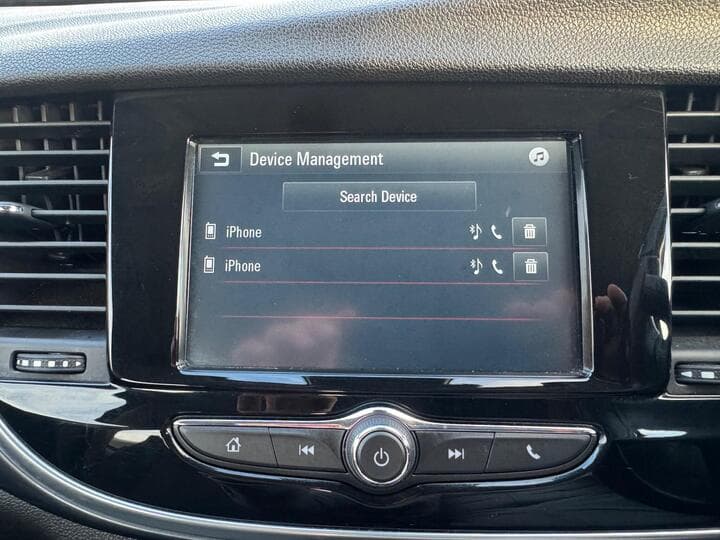 Device Management
Search Device
iPhone
iPhone